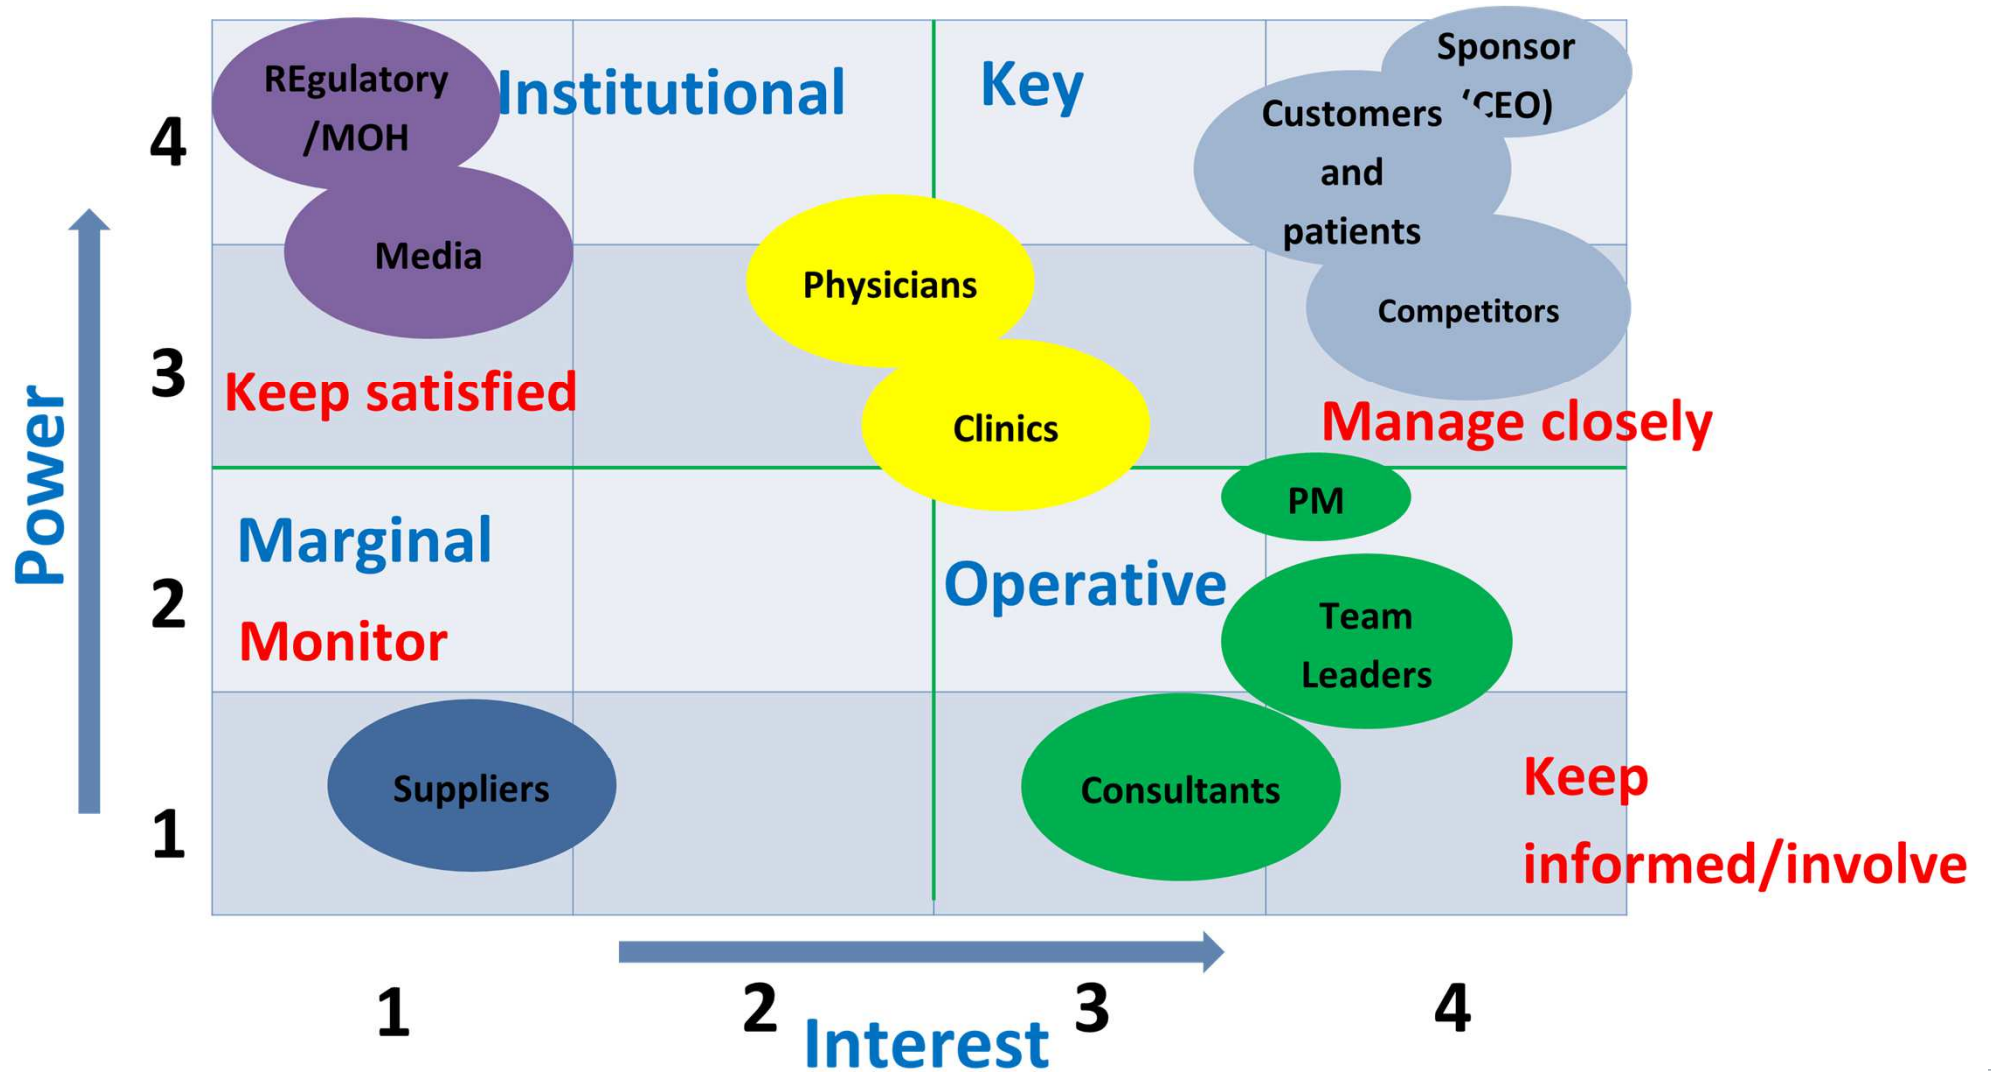 REgulatory
/MOH
Institutional
Key
Sponsor
(CEO)
Customers
and
patients
4
Media
Physicians
Competitors
3
Keep satisfied
Clinics
Manage closely
Power
PM
Marginal
Operative
2
Team
Leaders
Monitor
Suppliers
Consultants
Keep
informed/involve
1
1
2
3
4
Interest